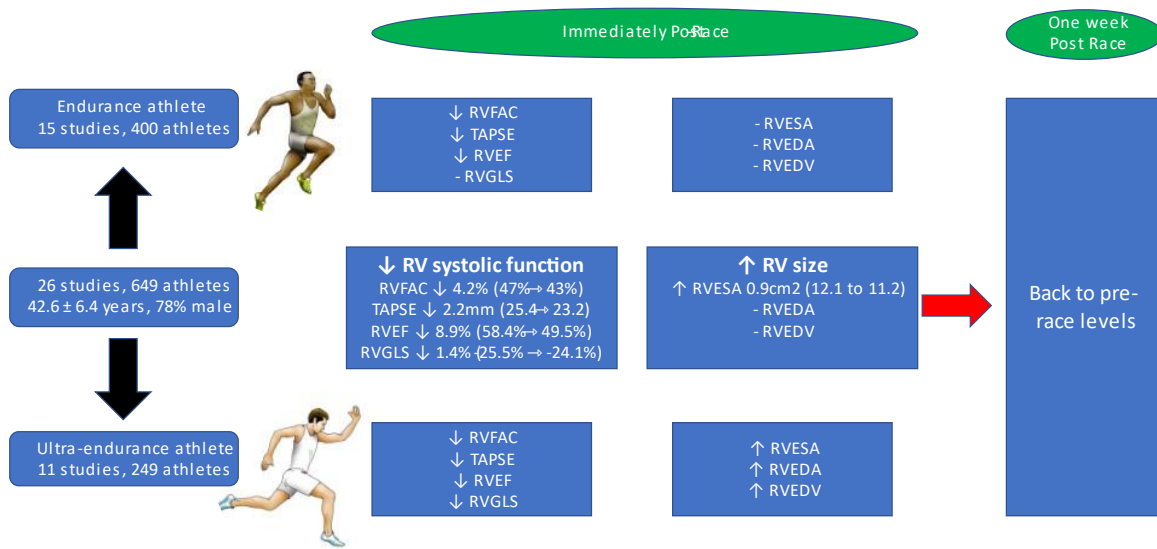 Immediately Post-Race
One week
Post Race
Endurance athlete
15 studies, 400 athletes
↓ RVFAC
↓ TAPSE
↓ RVEF
- RVGLS
- RVESA
- RVEDA
- RVEDV
26 studies, 649 athletes
42.6 ± 6.4 years, 78% male
↓ RV systolic function
RVFAC ↓ 4.2% (47%→ 43%)
TAPSE ↓ 2.2mm (25.4→ 23.2)
RVEF ↓ 8.9% (58.4%→ 49.5%)
RVGLS ↓ 1.4% (-25.5% → -24.1%)
↑ RV size
↑ RVESA 0.9cm2 (12.1 to 11.2)
- RVEDA
- RVEDV
Back to pre-
race levels
Ultra-endurance athlete
11 studies, 249 athletes
↓ RVFAC
↓ TAPSE
↓ RVEF
↓ RVGLS
↑ RVESA
↑ RVEDA
↑ RVEDV